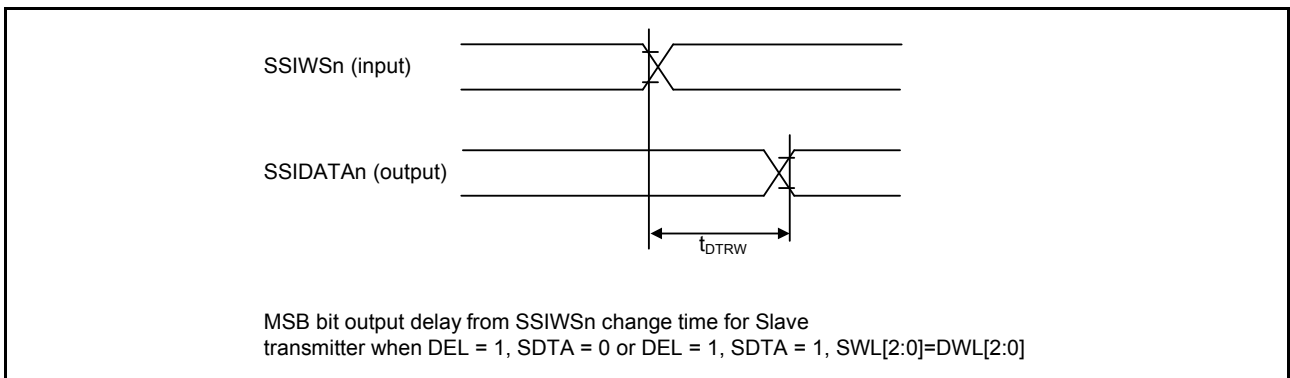 SSIWSn (input)
SSIDATAn (output)
tDTRW
MSB bit output delay from SSIWSn change time for Slave
transmitter when DEL = 1, SDTA = 0 or DEL = 1, SDTA = 1, SWL[2:0]=DWL[2:0]